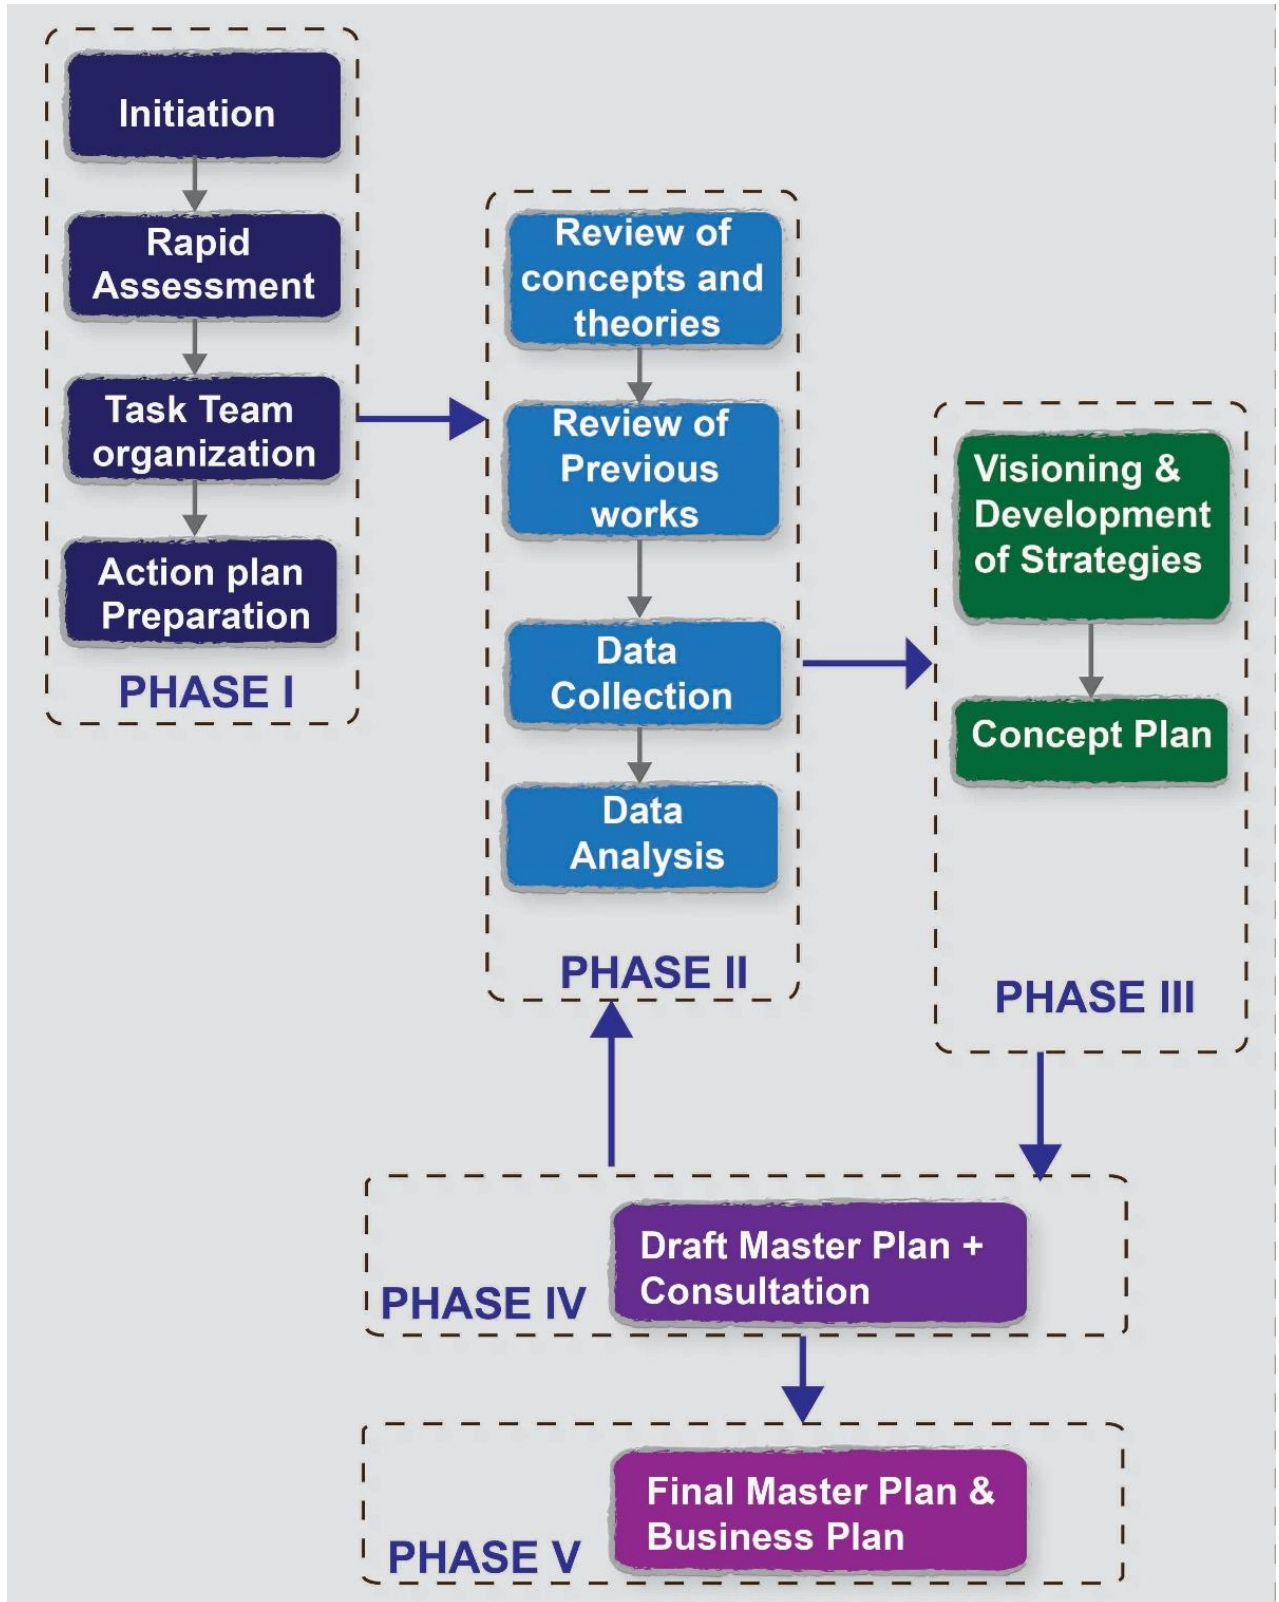 Initiation
Rapid
Assessment
Task Team
organization
Action plan
Preparation
PHASE I
Review of
concepts and
theories
Review of
Previous
works
Data
Collection
Data
Analysis
PHASE II
Visioning &
Development
of Strategies
Concept Plan
PHASE III
Draft Master Plan +
Consultation
PHASE IV
Final Master Plan &
Business Plan
PHASE V